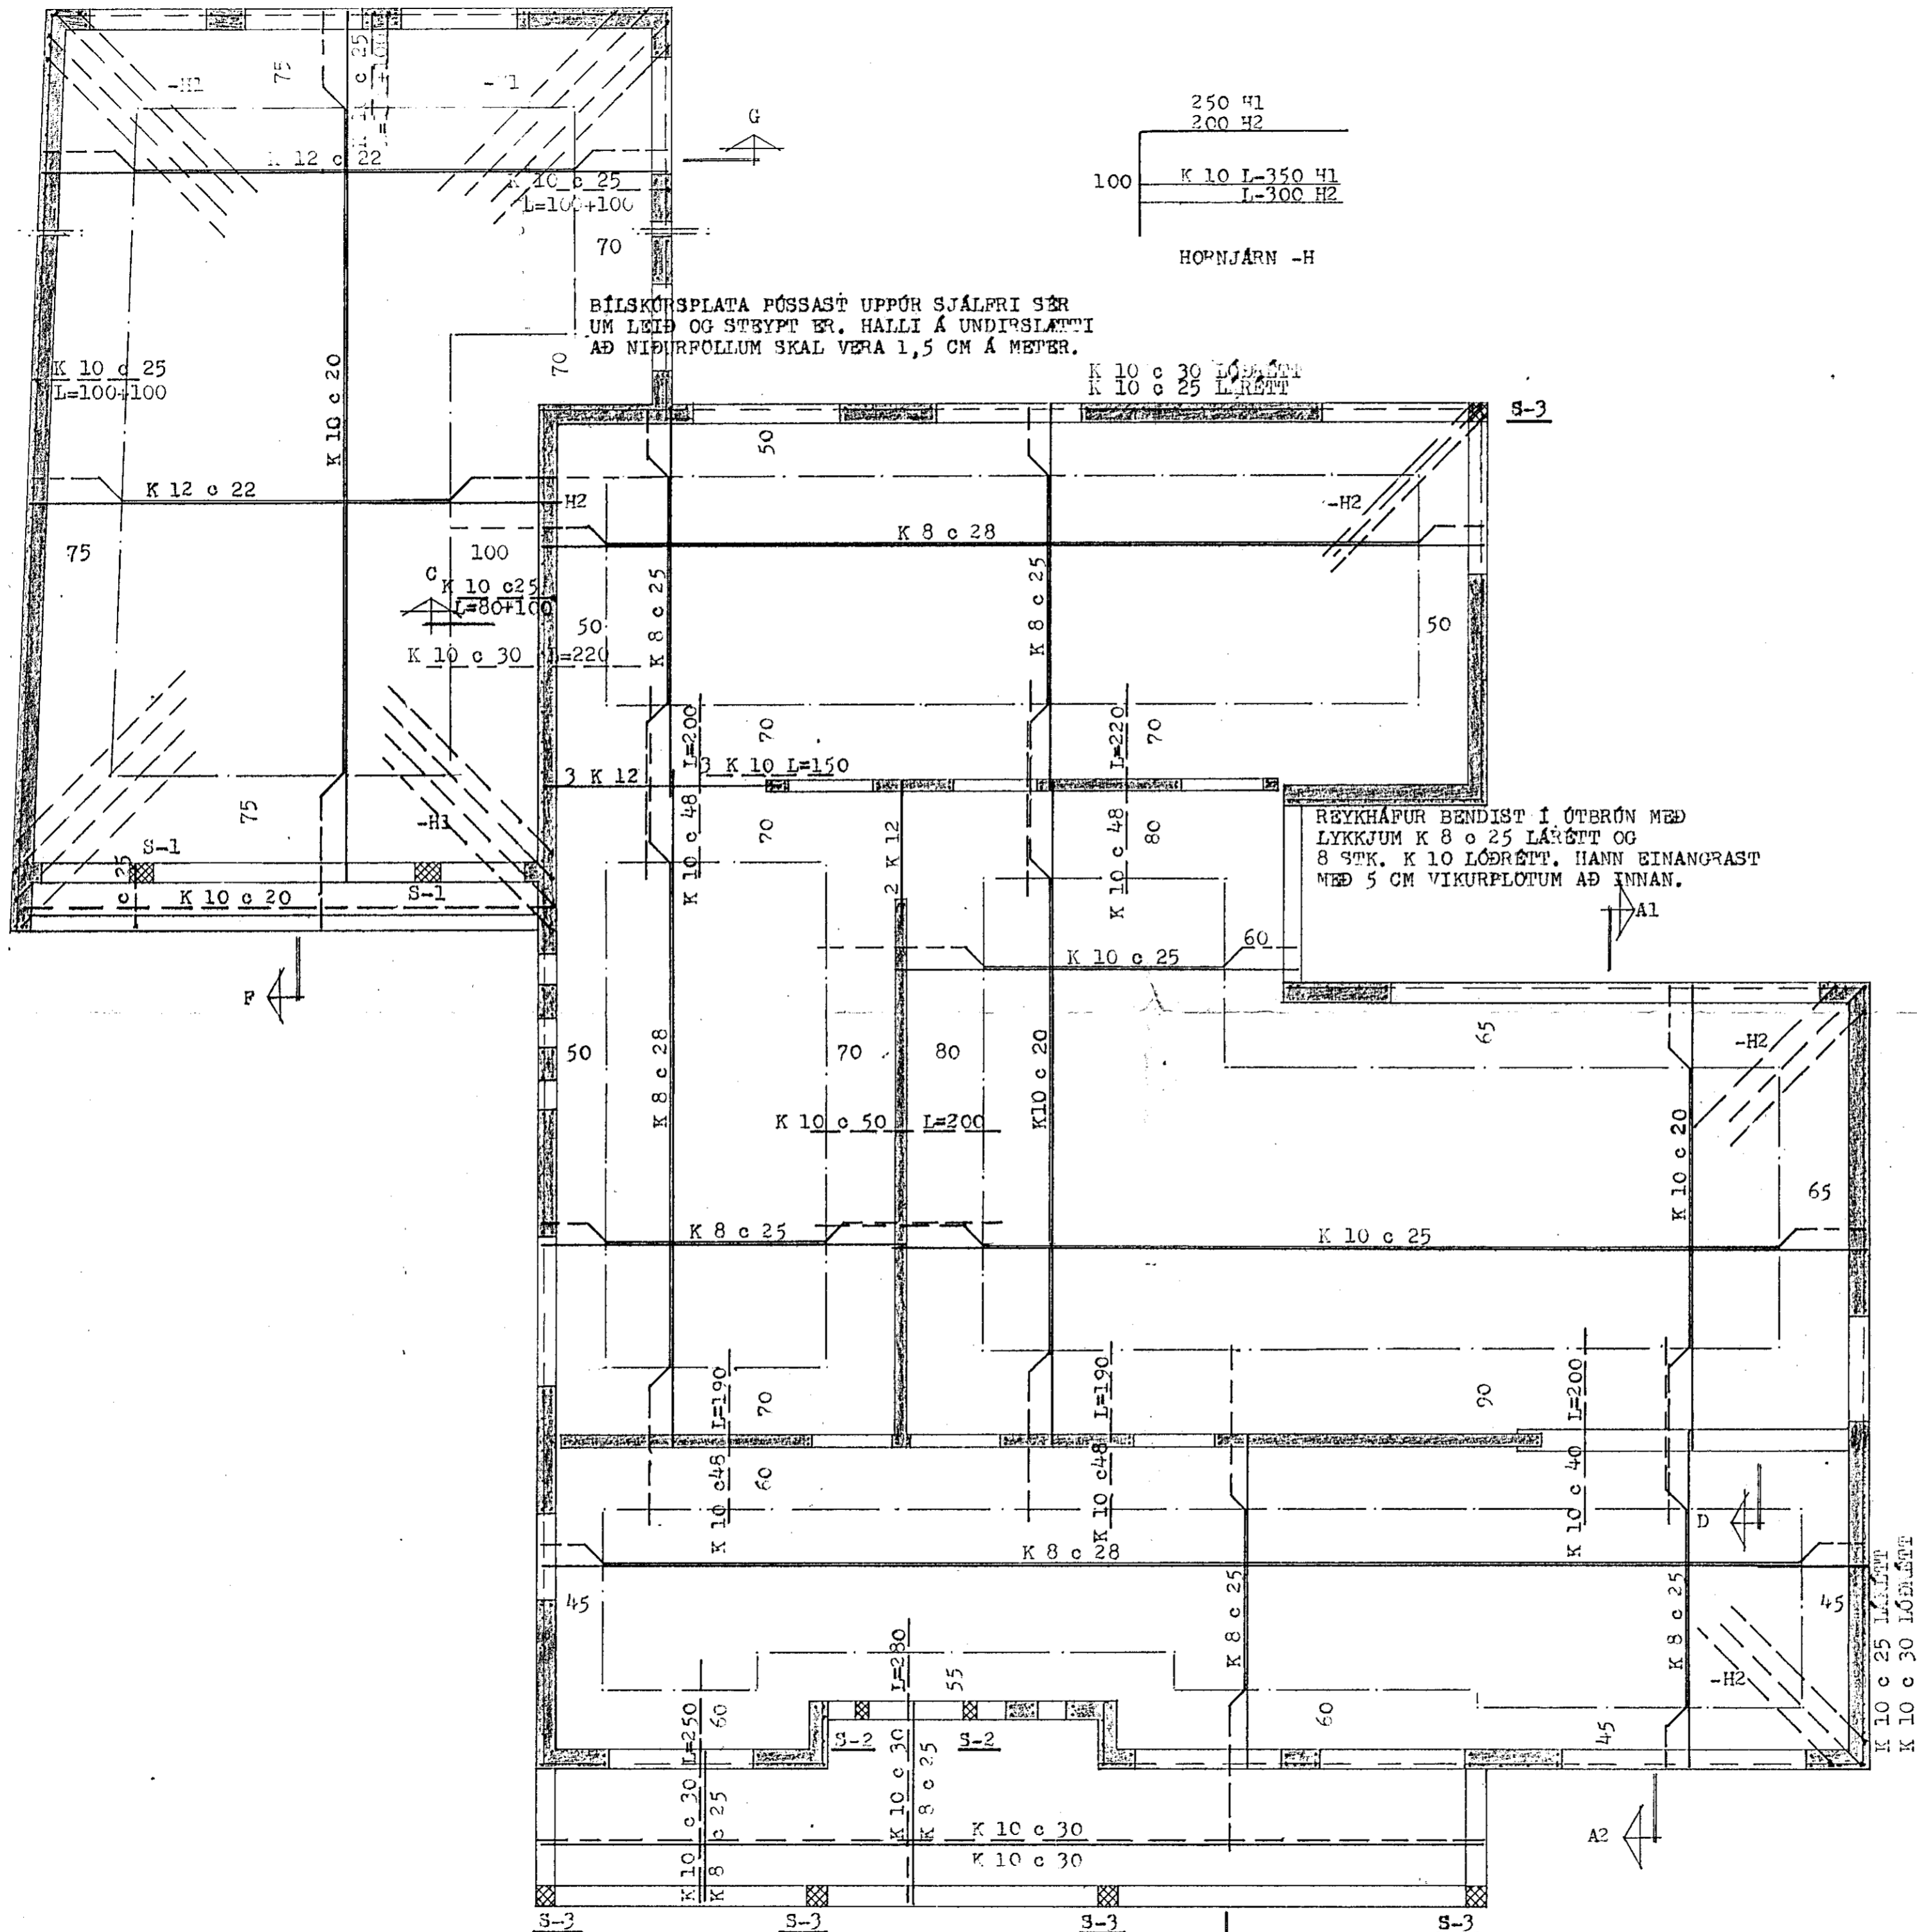 K 12 c 25
L=100+100
75
-H1
-H1
K 12 c 22
K 10 c 25
L=100+100
70
G
250 H1
200 H2
100
K 10 L-350 H1
L-300 H2
HORNJÁRN -H
BÍLSKÚRSPLATA PÚSSAST UPPÚR SJÁLFRI SÉR
UM LEIÐ OG STEYPT ER. HALLI Á UNDIRSLÆTTI
AÐ NIÐURFÖLLUM SKAL VERA 1,5 CM Á METER.
K 10 c 25
L=100+100
K 10 c 20
70
K 10 c 30 LÓÐRÉTT
K 10 c 25 LÁRÉTT
S-3
50
K 12 c 22
H2
-H2
K 8 c 28
75
100
C
K 10 c25
L=80+100
50
K 8 c 25
K 8 c 25
50
K 10 c 30 L=220
K 10 c 48 L=200
70
K 10 c 48 L=220
70
3 K 12
3 K 10 L=150
75
-H1
70
2 K 12
80
REYKHÁFUR BENDIST Í ÚTBRÚN MEÐ
LYKKJUM K 8 c 25 LÁRÉTT OG
8 STK. K 10 LÓÐRÉTT. HANN EINANGRAST
MEÐ 5 CM VIKURPLÖTUM AÐ INNAN.
S-1
c 25
K 10 c 20
S-1
A1
60
K 10 c 25
F
65
50
K 8 c 28
70
80
K10 c 20
-H2
K 10 c 50 L=200
K 10 c 20
65
K 8 c 25
K 10 c 25
K 10 c48 L=190
70
K 10 c48 L=190
90
K 10 c 40 L=200
60
D
K 8 c 28
45
K 8 c 25
K 8 c 25
45
K 10 c 25 LÁRÉTT
K 10 c 30 LÓÐRÉTT
-H2
K 10 c 30 L=250
60
K 10 c 30 L=280
55
S-2
S-2
60
45
K 8 c 25
K 8 c 25
K 10 c 30
K 10 c 30
A2
S-3
S-3
S-3
S-3